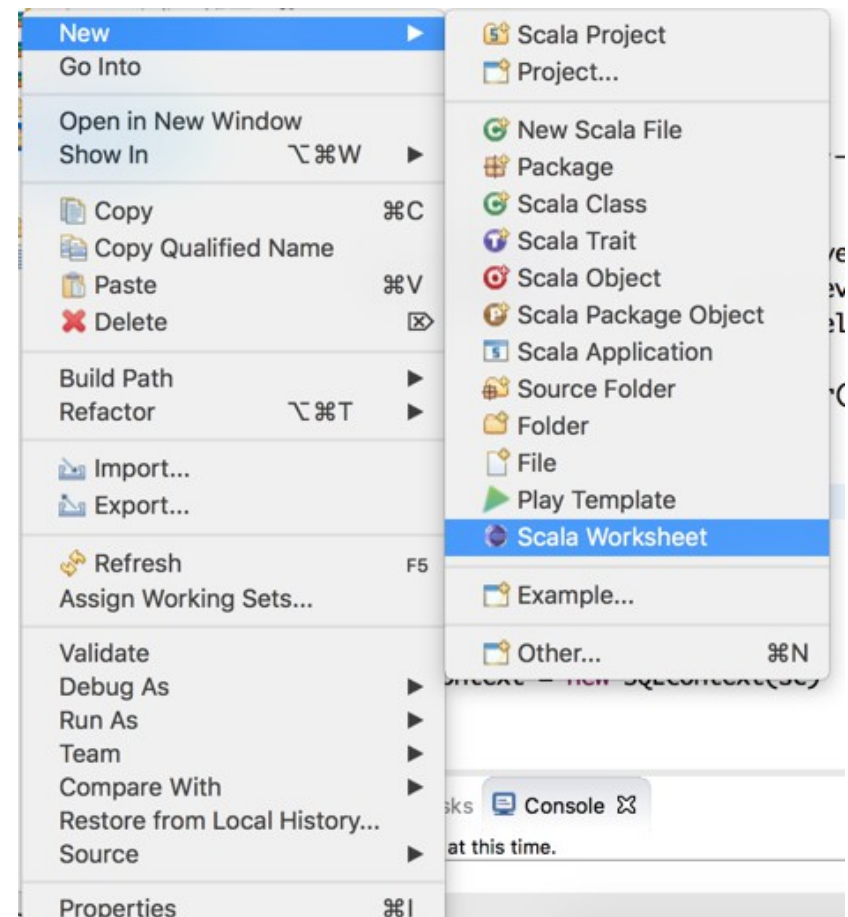 New
Go Into
Open in New Window
Show In ⌥⌘W
Copy ⌘C
Copy Qualified Name
Paste ⌘V
Delete ⌦
Build Path
Refactor ⌥⌘T
Import...
Export...
Refresh F5
Assign Working Sets...
Validate
Debug As
Run As
Team
Compare With
Restore from Local History...
Source
Properties ⌘I
Scala Project
Project...
New Scala File
Package
Scala Class
Scala Trait
Scala Object
Scala Package Object
Scala Application
Source Folder
Folder
File
Play Template
Scala Worksheet
Example...
Other... ⌘N
= new SQLContext(sc)
Console
at this time.